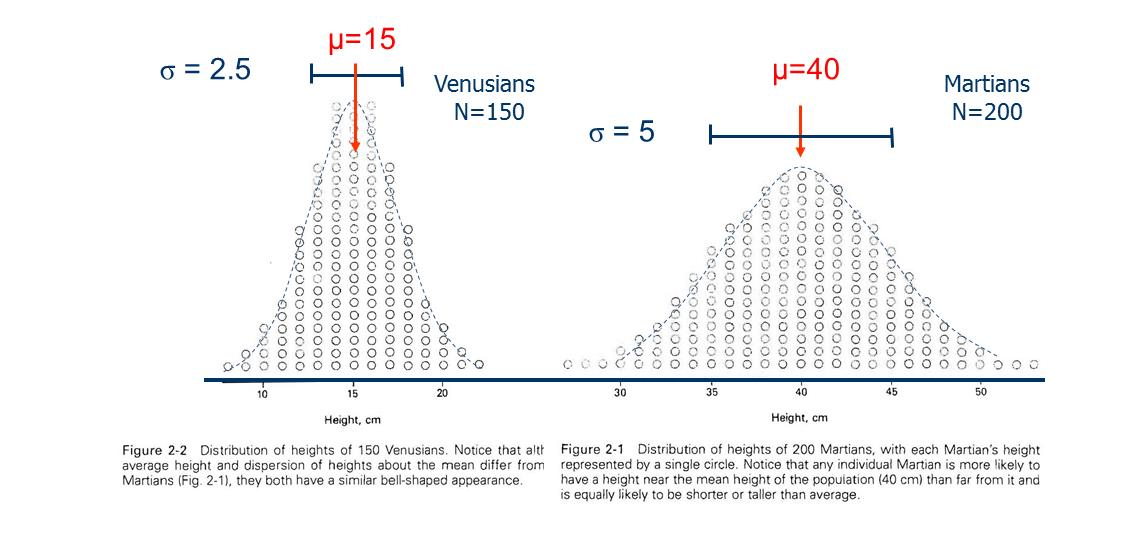 μ=15
σ = 2.5
Venusians
N=150
10 15 20
Height, cm
Figure 2-2 Distribution of heights of 150 Venusians. Notice that alt
average height and dispersion of heights about the mean differ from
Martians (Fig. 2-1), they both have a similar bell-shaped appearance.
μ=40
σ = 5
Martians
N=200
30 35 40 45 50
Height, cm
Figure 2-1 Distribution of heights of 200 Martians, with each Martian's height
represented by a single circle. Notice that any individual Martian is more likely to
have a height near the mean height of the population (40 cm) than far from it and
is equally likely to be shorter or taller than average.